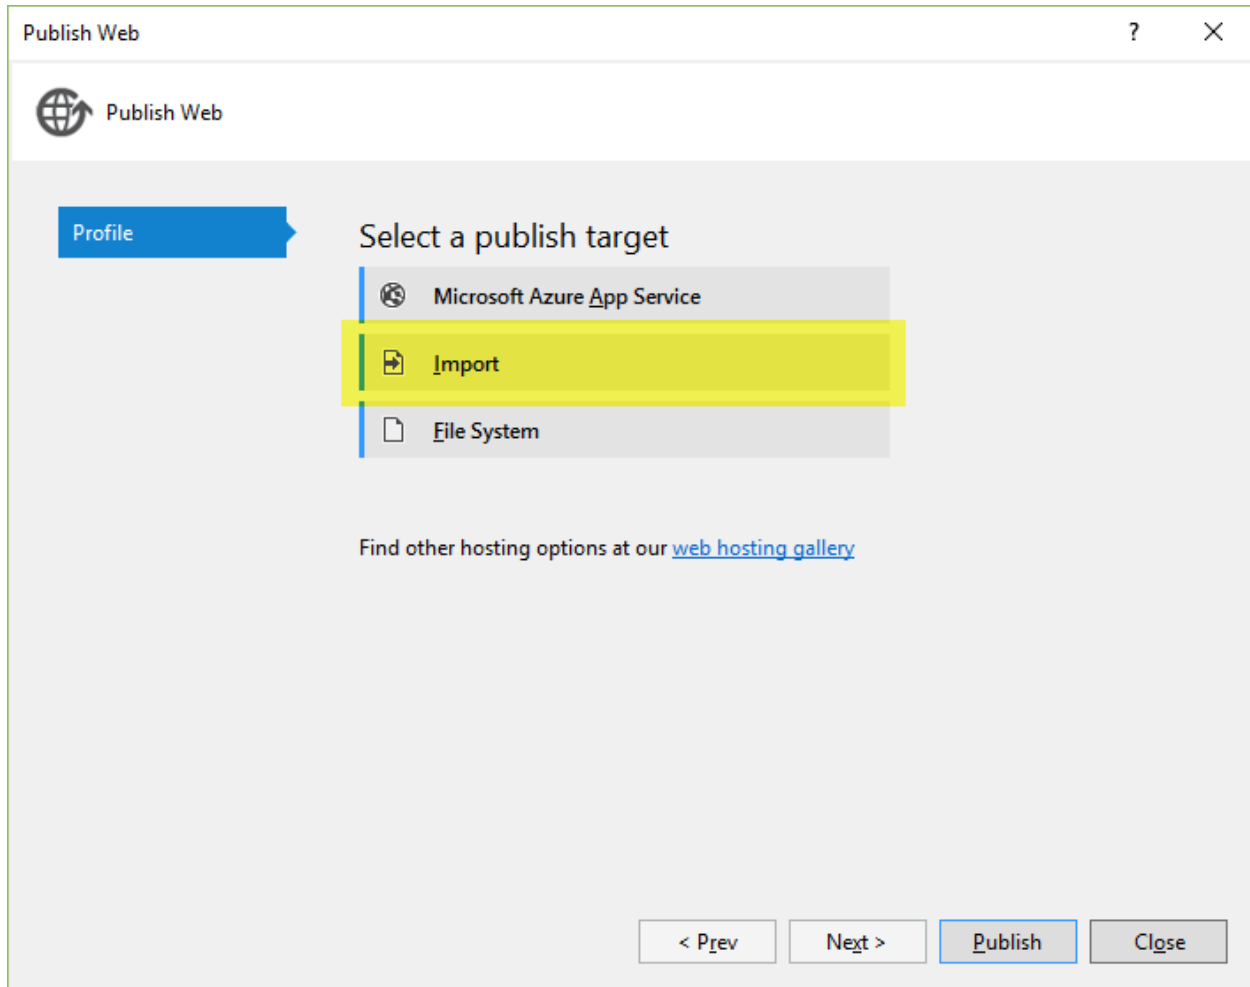 Publish Web
?
Publish Web
Profile
Select a publish target
Microsoft Azure App Service
Import
File System
Find other hosting options at our web hosting gallery
< Prev
Next >
Publish
Close